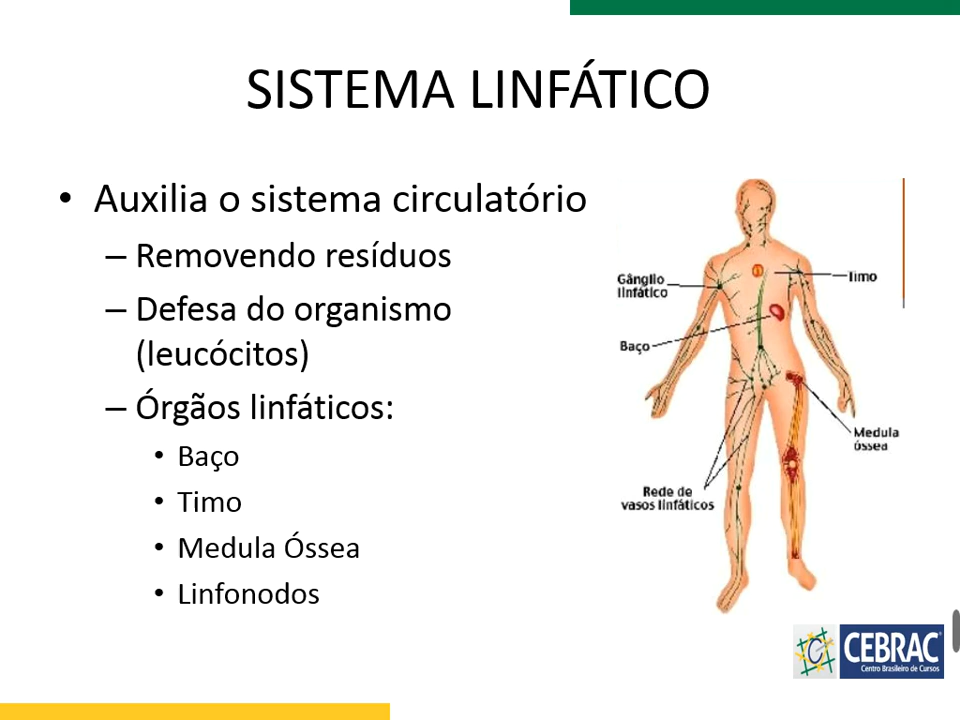 SISTEMA LINFÁTICO
• Auxilia o sistema circulatório
– Removendo resíduos
– Defesa do organismo
(leucócitos)
– Órgãos linfáticos:
• Baço
• Timo
• Medula Óssea
• Linfonodos
Gânglio
linfático
Timo
Baço
Medula
óssea
Rede de
vasos linfáticos
CEBRAC
Centro Brasileiro de Cursos